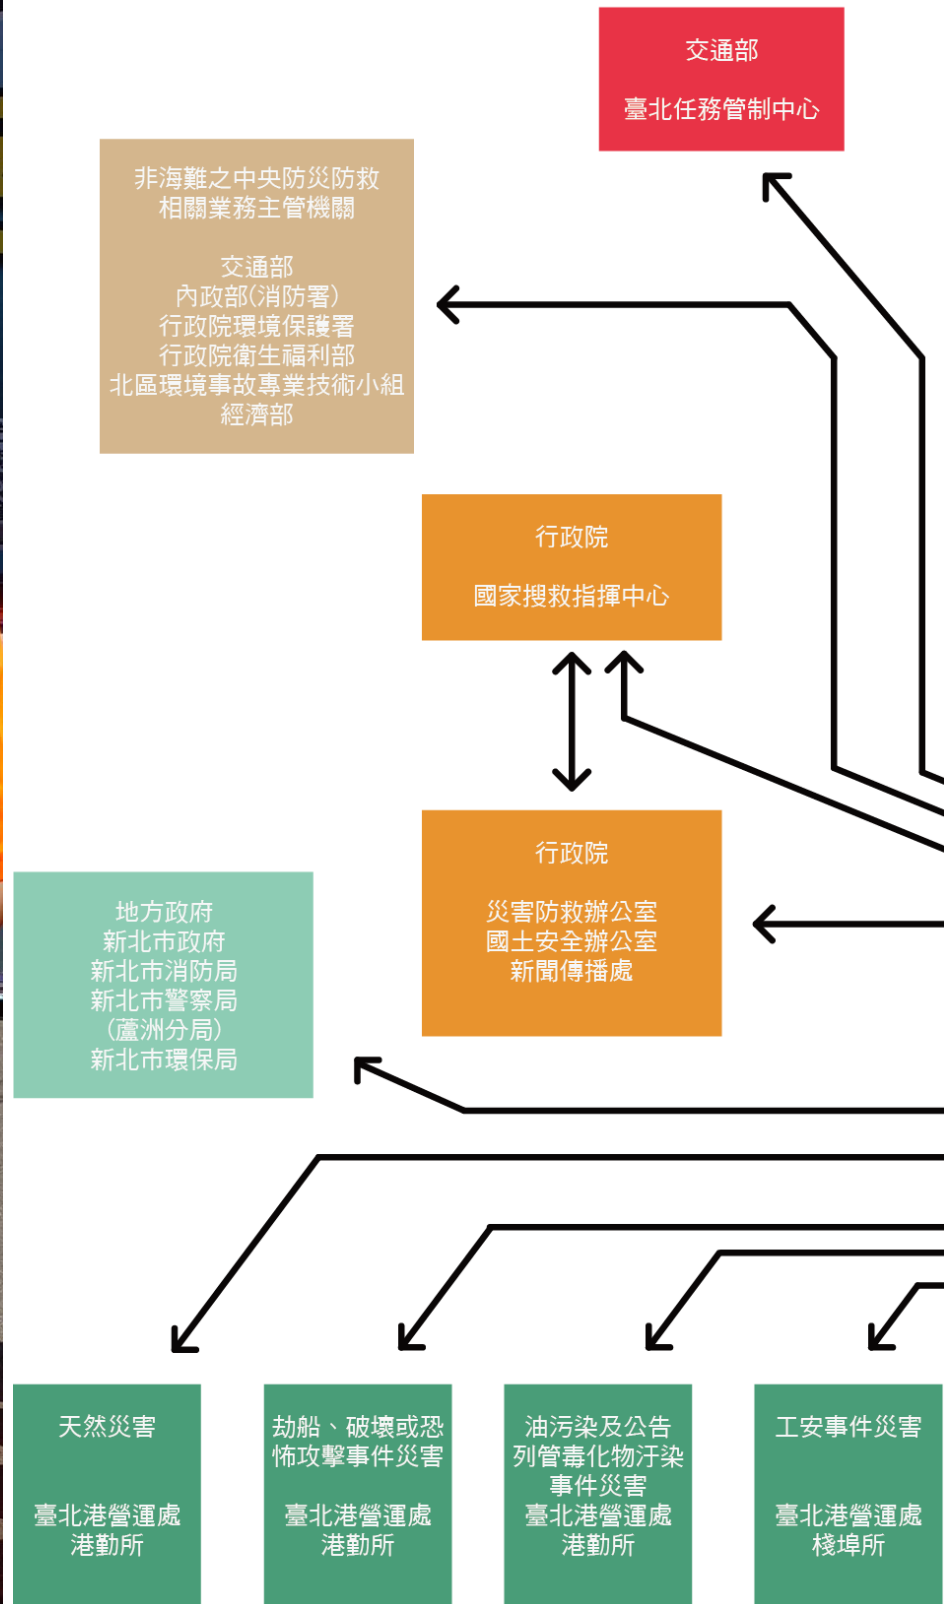 交通部
臺北任務管制中心
非海難之中央防災防救
相關業務主管機關
交通部
內政部(消防署)
行政院環境保護署
行政院衛生福利部
北區環境事故專業技術小組
經濟部
行政院
國家搜救指揮中心
行政院
災害防救辦公室
國土安全辦公室
新聞傳播處
地方政府
新北市政府
新北市消防局
新北市警察局
(蘆洲分局)
新北市環保局
天然災害
臺北港營運處
港勤所
劫船、破壞或恐
怖攻擊事件災害
臺北港營運處
港勤所
油污染及公告
列管毒化物汙染
事件災害
臺北港營運處
港勤所
工安事件災害
臺北港營運處
棧埠所